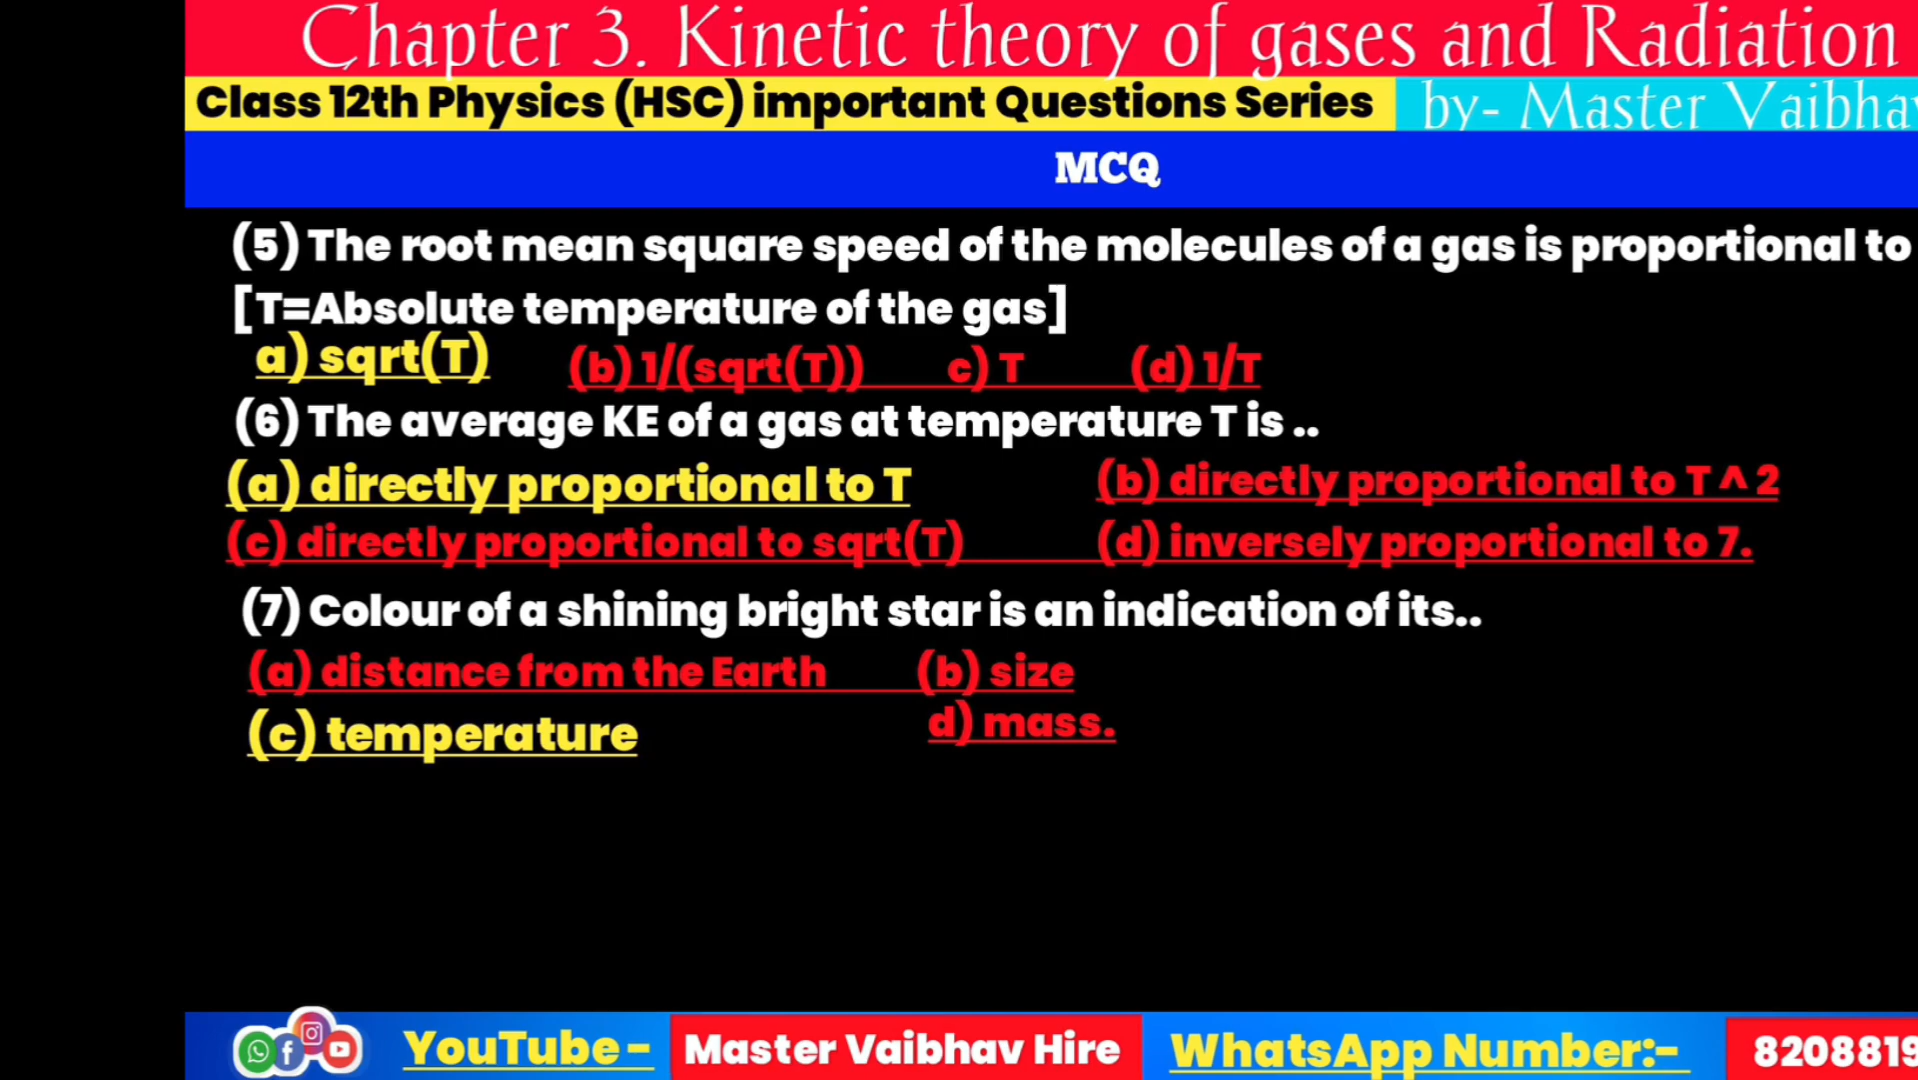 Chapter 3. Kinetic theory of gases and Radiation
Class 12th Physics (HSC) important Questions Series by- Master Vaibhav
MCQ
(5) The root mean square speed of the molecules of a gas is proportional to
[T=Absolute temperature of the gas]
a) sqrt(T) (b) 1/(sqrt(T)) c) T (d) 1/T
(6) The average KE of a gas at temperature T is ..
(a) directly proportional to T (b) directly proportional to T ^ 2
(c) directly proportional to sqrt(T) (d) inversely proportional to 7.
(7) Colour of a shining bright star is an indication of its..
(a) distance from the Earth (b) size
(c) temperature d) mass.
YouTube- Master Vaibhav Hire WhatsApp Number:- 8208819